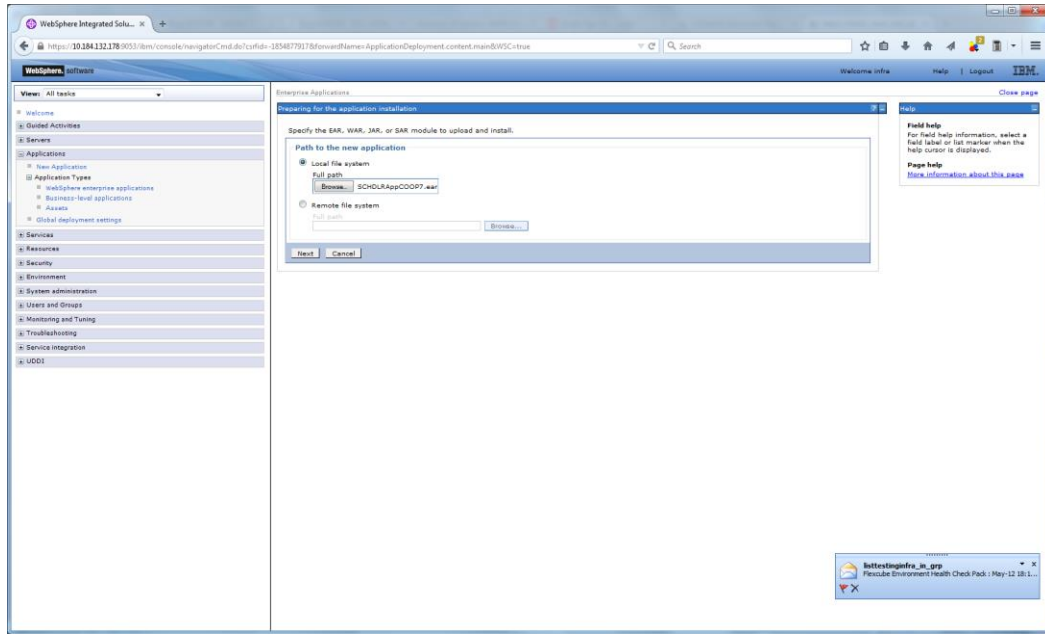 WebSphere Integrated Solu... × +
https://10.184.132.178:9053/ibm/console/navigatorCmd.do?csrfid=-1854877917&forwardName=ApplicationDeployment.content.main&WSC=true
Search
WebSphere. software
Welcome infra
Help | Logout
IBM.
View: All tasks
Welcome
Guided Activities
Servers
Applications
New Application
Application Types
WebSphere enterprise applications
Business-level applications
Assets
Global deployment settings
Services
Resources
Security
Environment
System administration
Users and Groups
Monitoring and Tuning
Troubleshooting
Service integration
UDDI
Enterprise Applications
Close page
Preparing for the application installation
? –
Specify the EAR, WAR, JAR, or SAR module to upload and install.
Path to the new application
Local file system
Full path
Browse... SCHDLRAppCOOP7.ear
Remote file system
Full path
Browse...
Next Cancel
Help
Field help
For field help information, select a
field label or list marker when the
help cursor is displayed.
Page help
More information about this page
listtestinginfra_in_grp
Flexcube Environment Health Check Pack : May-12 18:1...